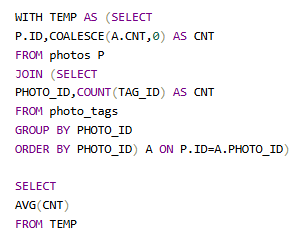 WITH TEMP AS (SELECT
P.ID,COALESCE(A.CNT,0) AS CNT
FROM photos P
JOIN (SELECT
PHOTO_ID,COUNT(TAG_ID) AS CNT
FROM photo_tags
GROUP BY PHOTO_ID
ORDER BY PHOTO_ID) A ON P.ID=A.PHOTO_ID)
SELECT
AVG(CNT)
FROM TEMP